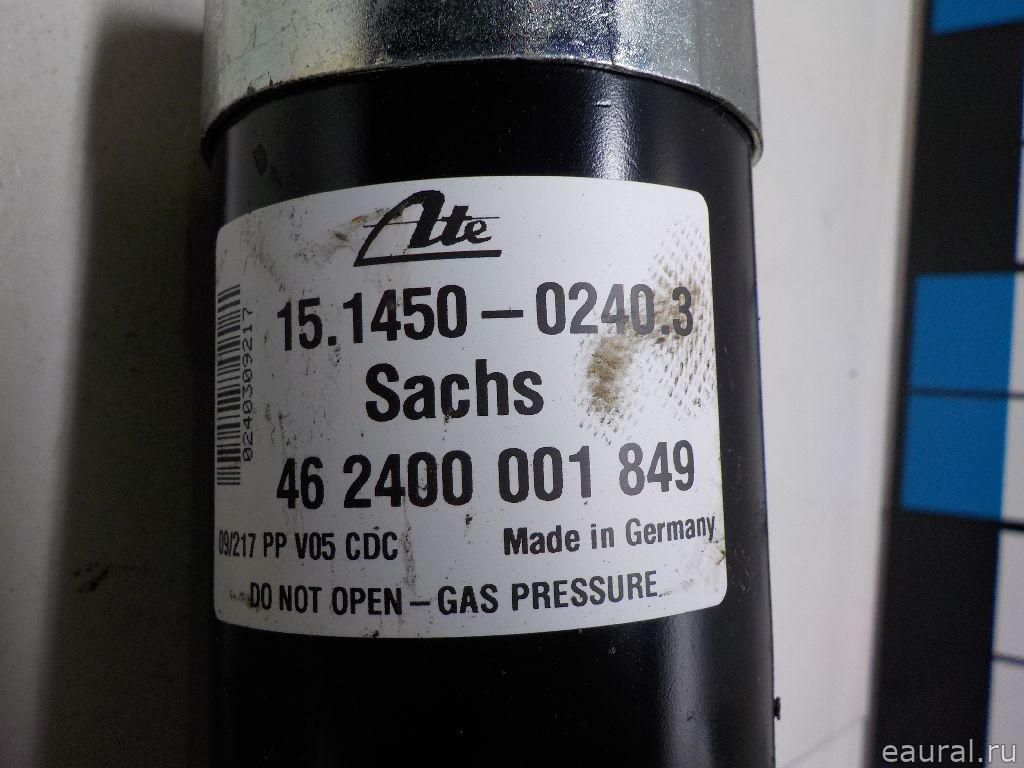 Ate
15.1450-0240.3
Sachs
46 2400 001 849
09/217 PP V05 CDC
Made in Germany
DO NOT OPEN - GAS PRESSURE
0240309217
eaural.ru